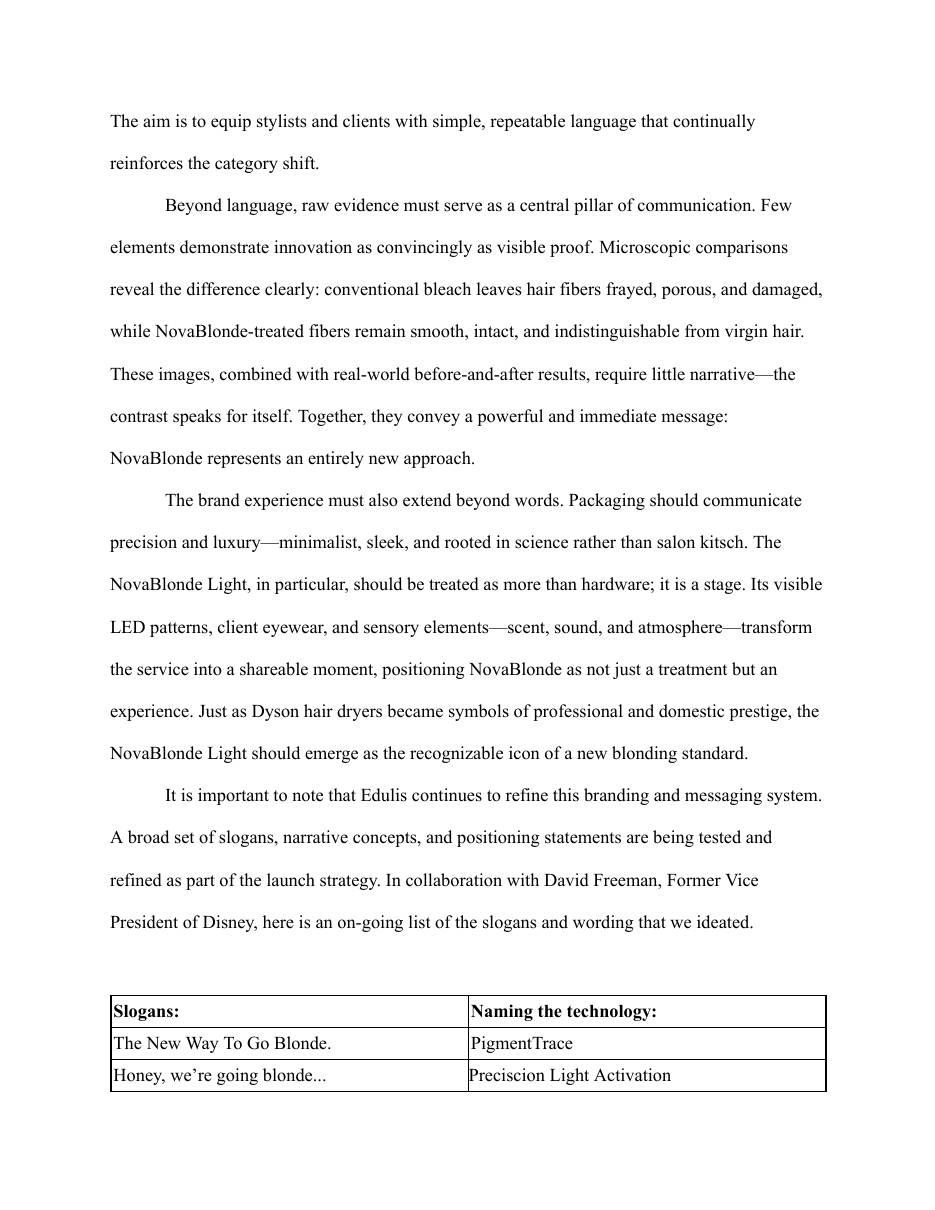 The aim is to equip stylists and clients with simple, repeatable language that continually
reinforces the category shift.
Beyond language, raw evidence must serve as a central pillar of communication. Few
elements demonstrate innovation as convincingly as visible proof. Microscopic comparisons
reveal the difference clearly: conventional bleach leaves hair fibers frayed, porous, and damaged,
while NovaBlonde-treated fibers remain smooth, intact, and indistinguishable from virgin hair.
These images, combined with real-world before-and-after results, require little narrative—the
contrast speaks for itself. Together, they convey a powerful and immediate message:
NovaBlonde represents an entirely new approach.
The brand experience must also extend beyond words. Packaging should communicate
precision and luxury—minimalist, sleek, and rooted in science rather than salon kitsch. The
NovaBlonde Light, in particular, should be treated as more than hardware; it is a stage. Its visible
LED patterns, client eyewear, and sensory elements—scent, sound, and atmosphere—transform
the service into a shareable moment, positioning NovaBlonde as not just a treatment but an
experience. Just as Dyson hair dryers became symbols of professional and domestic prestige, the
NovaBlonde Light should emerge as the recognizable icon of a new blonding standard.
It is important to note that Edulis continues to refine this branding and messaging system.
A broad set of slogans, narrative concepts, and positioning statements are being tested and
refined as part of the launch strategy. In collaboration with David Freeman, Former Vice
President of Disney, here is an on-going list of the slogans and wording that we ideated.
Slogans: Naming the technology:
The New Way To Go Blonde. PigmentTrace
Honey, we’re going blonde... Preciscion Light Activation